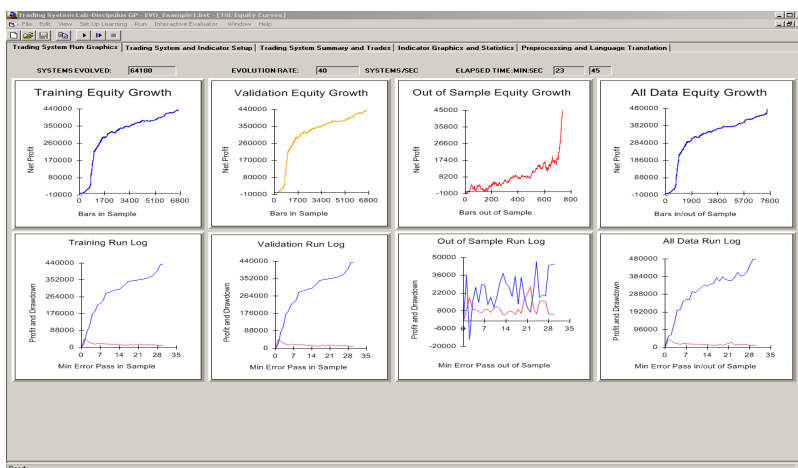 Trading System Lab-Discipulus GP - EVO_Example1.bst - [TSL Equity Curves]
File Edit View Set Up Learning Run Interactive Evaluator Window Help
Trading System Run Graphics | Trading System and Indicator Setup | Trading System Summary and Trades | Indicator Graphics and Statistics | Preprocessing and Language Translation |
SYSTEMS EVOLVED: 64180 EVOLUTION RATE: 40 SYSTEMS/SEC ELAPSED TIME:MIN:SEC 23 45
Training Equity Growth
Net Profit
440000
350000
260000
170000
80000
-10000
0 1700 3400 5100 6800
Bars in Sample
Validation Equity Growth
Net Profit
440000
350000
260000
170000
80000
-10000
0 1700 3400 5100 6800
Bars in Sample
Out of Sample Equity Growth
Net Profit
45000
35800
26600
17400
8200
-1000
0 200 400 600 800
Bars out of Sample
All Data Equity Growth
Net Profit
480000
382000
284000
186000
88000
-10000
0 1900 3800 5700 7600
Bars in/out of Sample
Training Run Log
Profit and Drawdown
440000
352000
264000
176000
88000
0
0 7 14 21 28 35
Min Error Pass in Sample
Validation Run Log
Profit and Drawdown
440000
352000
264000
176000
88000
0
0 7 14 21 28 35
Min Error Pass in Sample
Out of Sample Run Log
Profit and Drawdown
50000
36000
22000
8000
-6000
-20000
7 14 21 28 35
Min Error Pass out of Sample
All Data Run Log
Profit and Drawdown
480000
384000
288000
192000
96000
0
0 7 14 21 28 35
Min Error Pass in/out of Sample